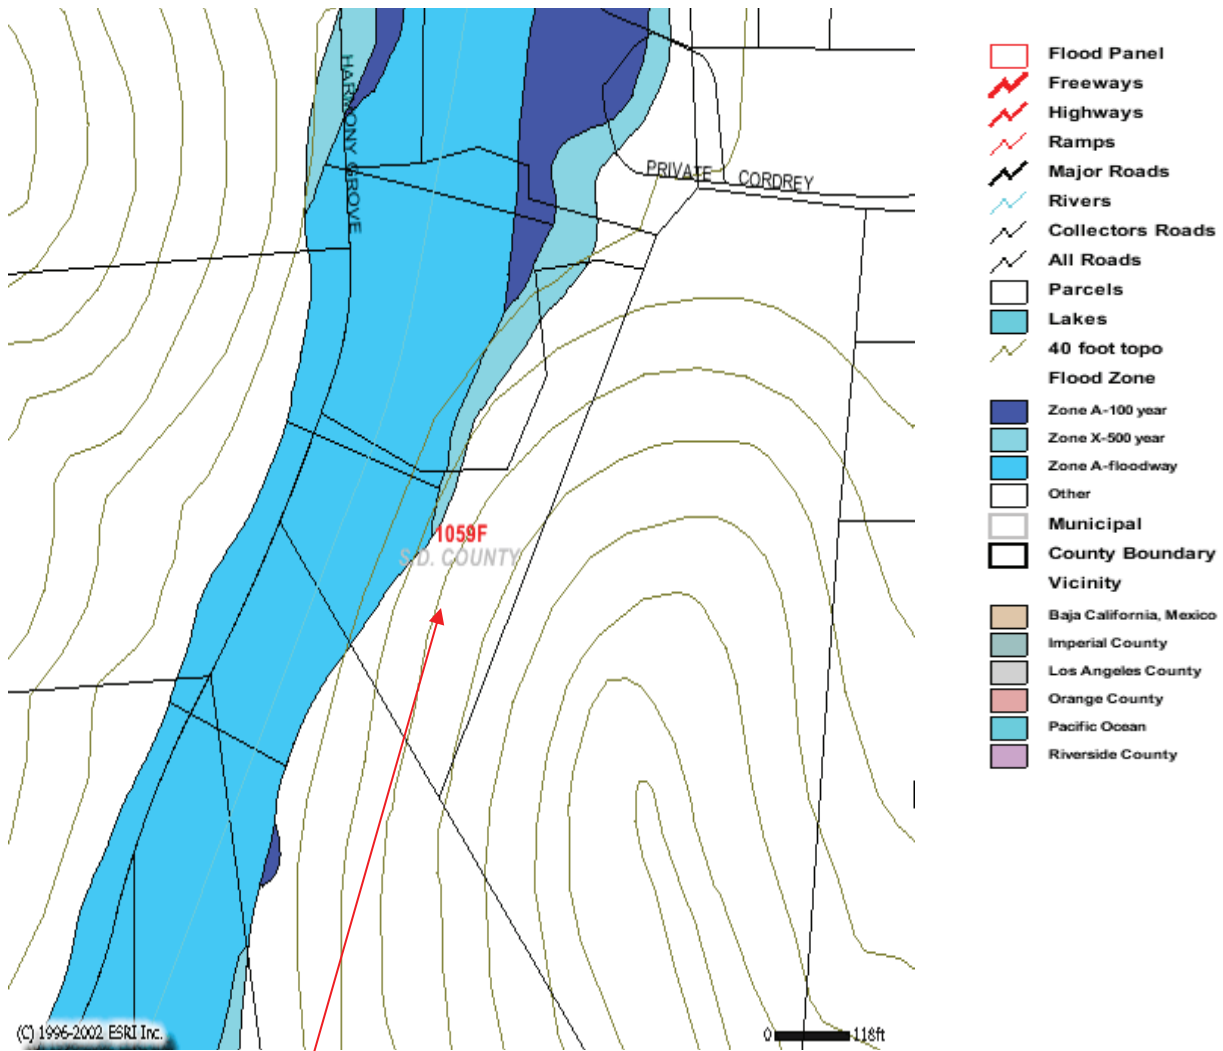 HARMONY GROVE
PRIVATE CORDREY
1059F
S.D. COUNTY
(C) 1996-2002 ESRI Inc.
0 118ft
Flood Panel
Freeways
Highways
Ramps
Major Roads
Rivers
Collectors Roads
All Roads
Parcels
Lakes
40 foot topo
Flood Zone
Zone A-100 year
Zone X-500 year
Zone A-floodway
Other
Municipal
County Boundary
Vicinity
Baja California, Mexico
Imperial County
Los Angeles County
Orange County
Pacific Ocean
Riverside County